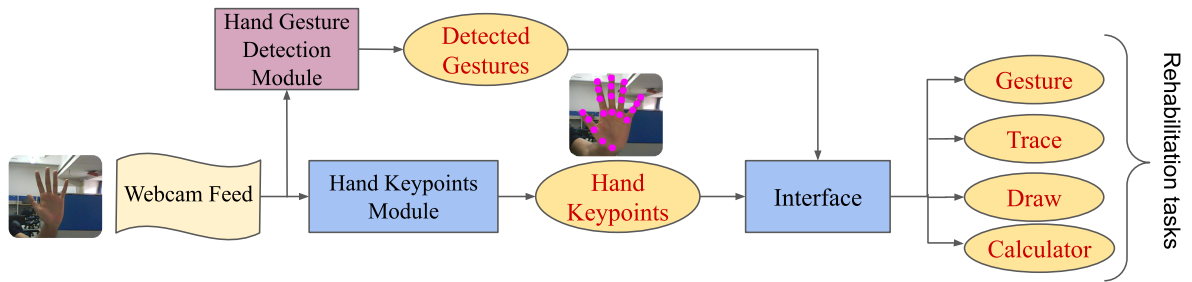 Hand Gesture
Detection
Module
Detected
Gestures
Webcam Feed
Hand Keypoints
Module
Hand
Keypoints
Interface
Gesture
Trace
Draw
Calculator
Rehabilitation tasks